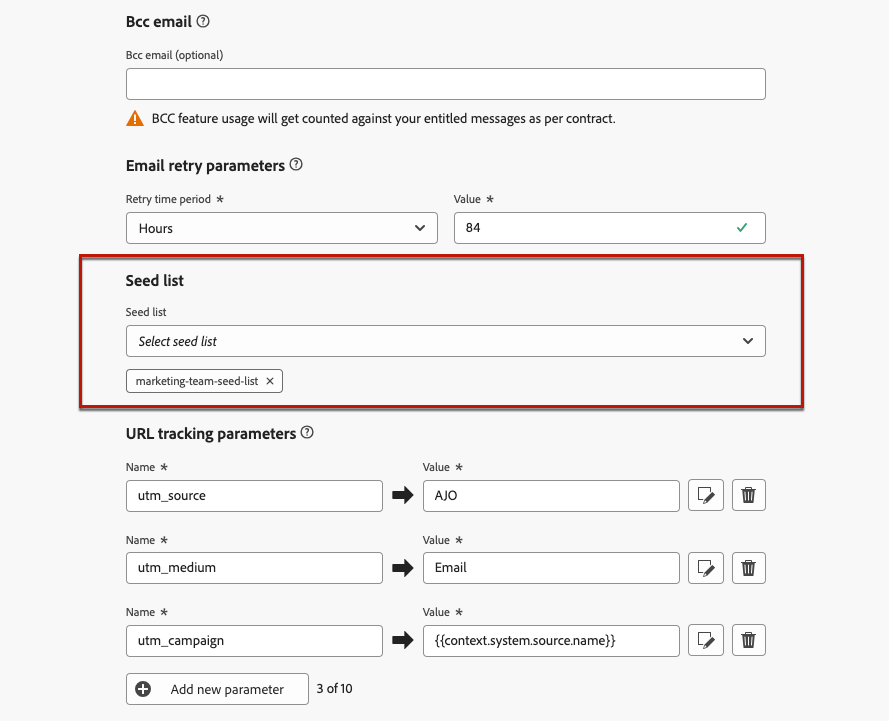 Bcc email ?
Bcc email (optional)
BCC feature usage will get counted against your entitled messages as per contract.
Email retry parameters ?
Retry time period * Value *
Hours 84
Seed list
Seed list
Select seed list
marketing-team-seed-list ×
URL tracking parameters ?
Name * Value *
utm_source AJO
Name * Value *
utm_medium Email
Name * Value *
utm_campaign {{context.system.source.name}}
Add new parameter 3 of 10